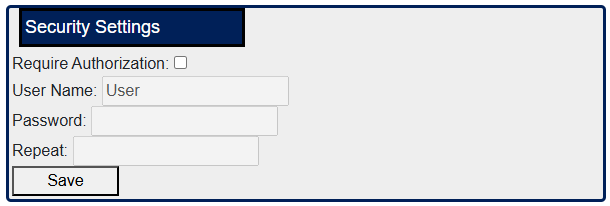 Security Settings
Require Authorization:
User Name: User
Password:
Repeat:
Save